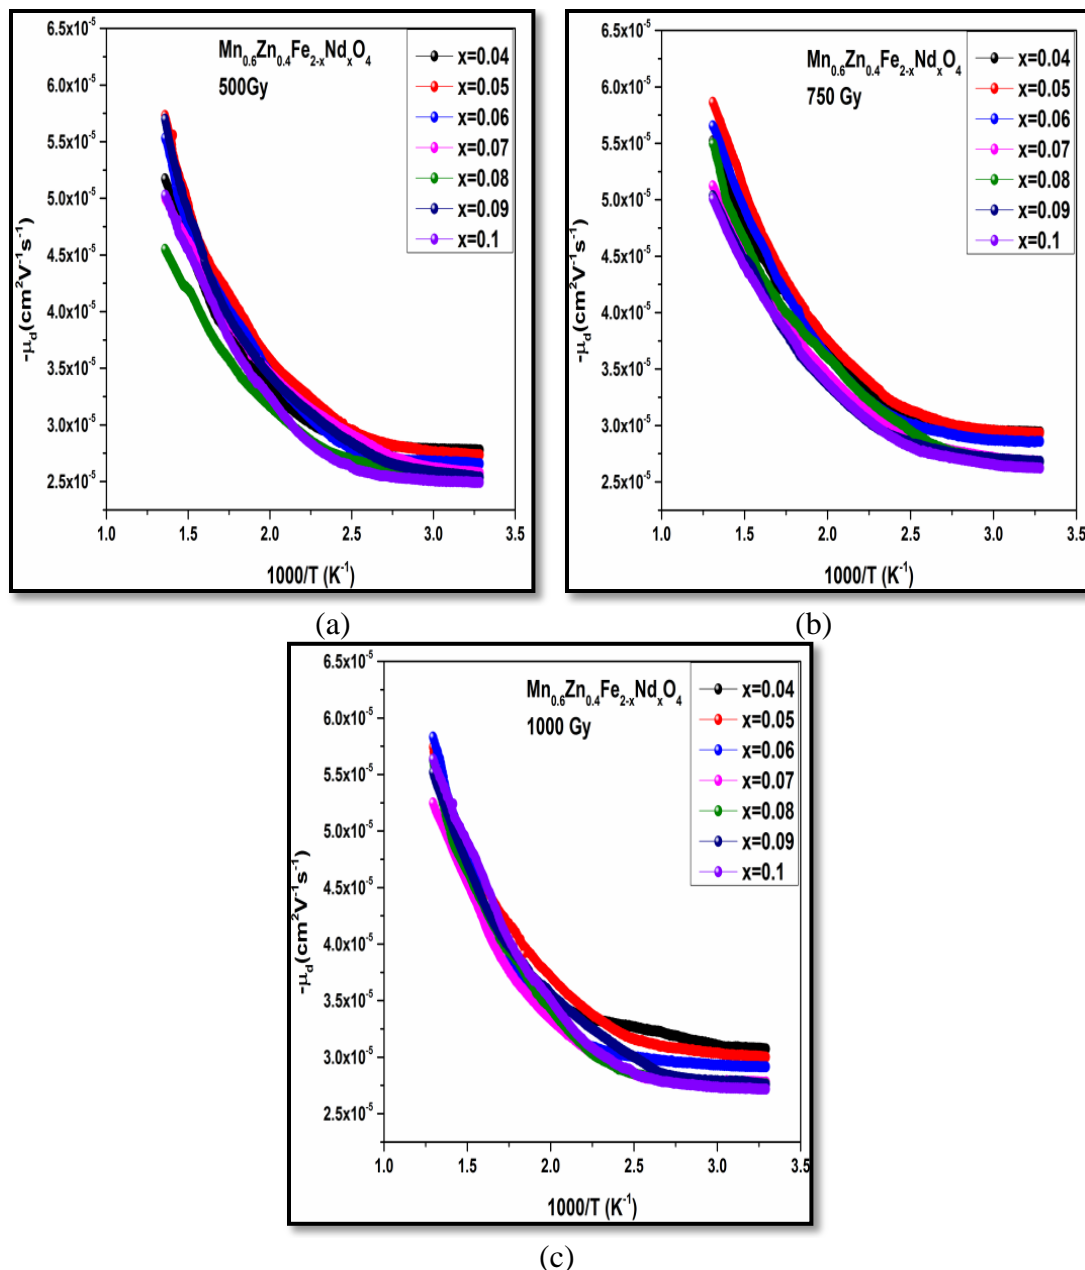 6.5x10⁻⁵
6.0x10⁻⁵
5.5x10⁻⁵
5.0x10⁻⁵
4.5x10⁻⁵
4.0x10⁻⁵
3.5x10⁻⁵
3.0x10⁻⁵
2.5x10⁻⁵
-μd(cm²V⁻¹s⁻¹)
Mn₀.₆Zn₀.₄Fe₂₋ₓNdₓO₄
500Gy
x=0.04
x=0.05
x=0.06
x=0.07
x=0.08
x=0.09
x=0.1
1.0 1.5 2.0 2.5 3.0 3.5
1000/T (K⁻¹)
(a)
6.5x10⁻⁵
6.0x10⁻⁵
5.5x10⁻⁵
5.0x10⁻⁵
4.5x10⁻⁵
4.0x10⁻⁵
3.5x10⁻⁵
3.0x10⁻⁵
2.5x10⁻⁵
-μd(cm²V⁻¹s⁻¹)
Mn₀.₆Zn₀.₄Fe₂₋ₓNdₓO₄
750 Gy
x=0.04
x=0.05
x=0.06
x=0.07
x=0.08
x=0.09
x=0.1
1.0 1.5 2.0 2.5 3.0 3.5
1000/T (K⁻¹)
(b)
6.5x10⁻⁵
6.0x10⁻⁵
5.5x10⁻⁵
5.0x10⁻⁵
4.5x10⁻⁵
4.0x10⁻⁵
3.5x10⁻⁵
3.0x10⁻⁵
2.5x10⁻⁵
-μd(cm²V⁻¹s⁻¹)
Mn₀.₆Zn₀.₄Fe₂₋ₓNdₓO₄
1000 Gy
x=0.04
x=0.05
x=0.06
x=0.07
x=0.08
x=0.09
x=0.1
1.0 1.5 2.0 2.5 3.0 3.5
1000/T (K⁻¹)
(c)